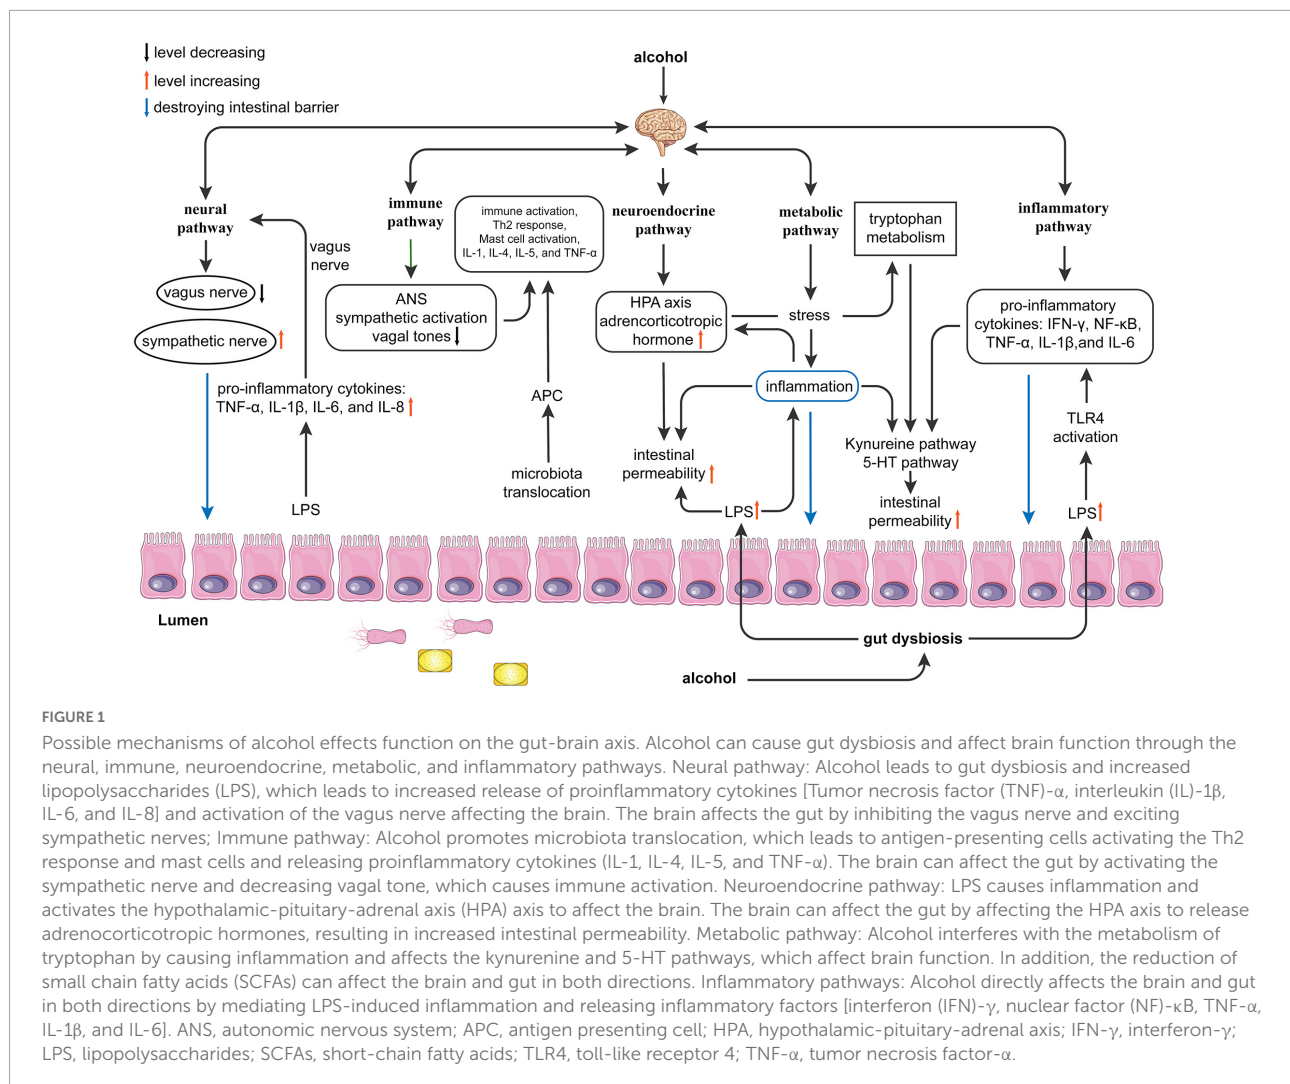 level decreasing
level increasing
destroying intestinal barrier
alcohol
neural
pathway
vagus
nerve
vagus nerve
sympathetic nerve
pro-inflammatory cytokines:
TNF-α, IL-1β, IL-6, and IL-8
LPS
immune
pathway
immune activation,
Th2 response,
Mast cell activation,
IL-1, IL-4, IL-5, and TNF-α
ANS
sympathetic activation
vagal tones
APC
microbiota
translocation
neuroendocrine
pathway
HPA axis
adrencorticotropic
hormone
intestinal
permeability
LPS
metabolic
pathway
stress
inflammation
tryptophan
metabolism
Kynureine pathway
5-HT pathway
intestinal
permeability
inflammatory
pathway
pro-inflammatory
cytokines: IFN-γ, NF-κB,
TNF-α, IL-1β,and IL-6
TLR4
activation
LPS
Lumen
gut dysbiosis
alcohol
FIGURE 1
Possible mechanisms of alcohol effects function on the gut-brain axis. Alcohol can cause gut dysbiosis and affect brain function through the
neural, immune, neuroendocrine, metabolic, and inflammatory pathways. Neural pathway: Alcohol leads to gut dysbiosis and increased
lipopolysaccharides (LPS), which leads to increased release of proinflammatory cytokines [Tumor necrosis factor (TNF)-α, interleukin (IL)-1β,
IL-6, and IL-8] and activation of the vagus nerve affecting the brain. The brain affects the gut by inhibiting the vagus nerve and exciting
sympathetic nerves; Immune pathway: Alcohol promotes microbiota translocation, which leads to antigen-presenting cells activating the Th2
response and mast cells and releasing proinflammatory cytokines (IL-1, IL-4, IL-5, and TNF-α). The brain can affect the gut by activating the
sympathetic nerve and decreasing vagal tone, which causes immune activation. Neuroendocrine pathway: LPS causes inflammation and
activates the hypothalamic-pituitary-adrenal axis (HPA) axis to affect the brain. The brain can affect the gut by affecting the HPA axis to release
adrenocorticotropic hormones, resulting in increased intestinal permeability. Metabolic pathway: Alcohol interferes with the metabolism of
tryptophan by causing inflammation and affects the kynurenine and 5-HT pathways, which affect brain function. In addition, the reduction of
small chain fatty acids (SCFAs) can affect the brain and gut in both directions. Inflammatory pathways: Alcohol directly affects the brain and gut
in both directions by mediating LPS-induced inflammation and releasing inflammatory factors [interferon (IFN)-γ, nuclear factor (NF)-κB, TNF-α,
IL-1β, and IL-6]. ANS, autonomic nervous system; APC, antigen presenting cell; HPA, hypothalamic-pituitary-adrenal axis; IFN-γ, interferon-γ;
LPS, lipopolysaccharides; SCFAs, short-chain fatty acids; TLR4, toll-like receptor 4; TNF-α, tumor necrosis factor-α.